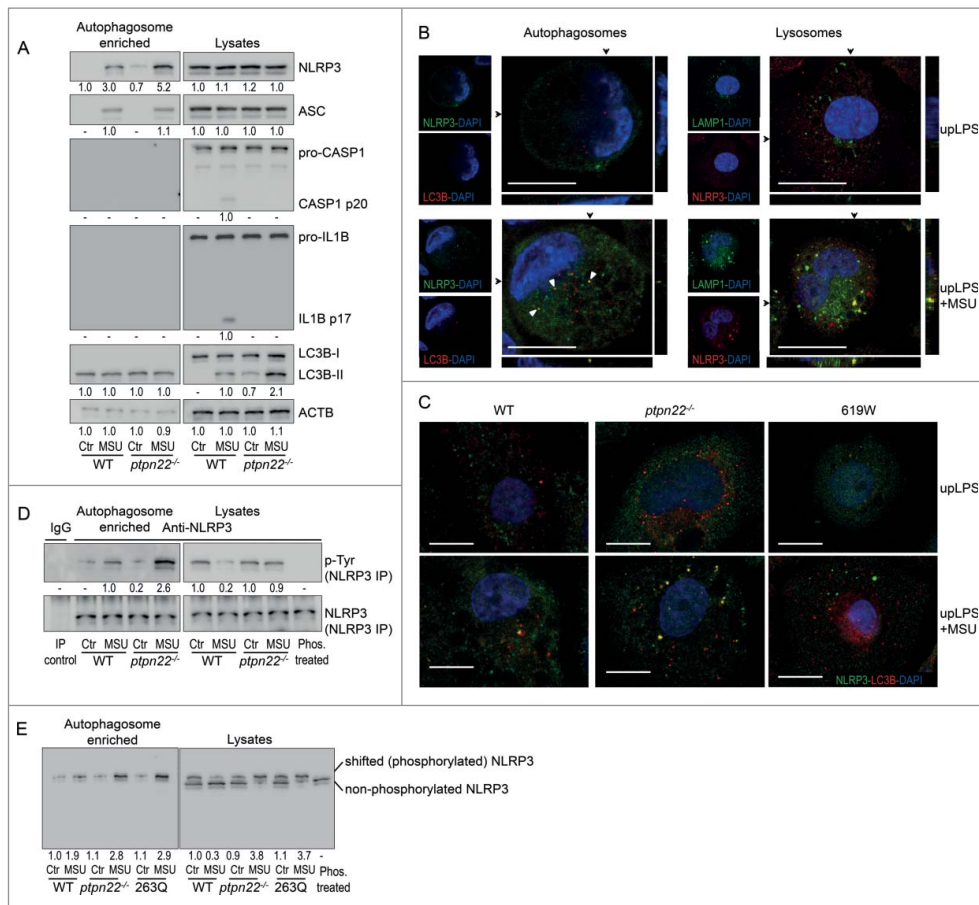 A
Autophagosome
enriched
Lysates
NLRP3
1.0 3.0 0.7 5.2 1.0 1.1 1.2 1.0
ASC
- 1.0 - 1.1 1.0 1.0 1.0 1.0
pro-CASP1
CASP1 p20
- - - - - 1.0 - -
pro-IL1B
IL1B p17
- - - - - 1.0 - -
LC3B-I
LC3B-II
1.0 1.0 1.0 1.0 - 1.0 0.7 2.1
ACTB
1.0 1.0 1.0 0.9 1.0 1.0 1.0 1.1
Ctr MSU Ctr MSU Ctr MSU Ctr MSU
WT ptpn22-/- WT ptpn22-/-
B
Autophagosomes
Lysosomes
NLRP3-DAPI
LC3B-DAPI
LAMP1-DAPI
NLRP3-DAPI
upLPS
NLRP3-DAPI
LC3B-DAPI
LAMP1-DAPI
NLRP3-DAPI
upLPS
+MSU
C
WT ptpn22-/- 619W
upLPS
upLPS
+MSU
NLRP3-LC3B-DAPI
D
Autophagosome
enriched
Lysates
IgG
Anti-NLRP3
p-Tyr
(NLRP3 IP)
- - 1.0 0.2 2.6 1.0 0.2 1.0 0.9 -
NLRP3
(NLRP3 IP)
IP
control
Ctr MSU Ctr MSU Ctr MSU Ctr MSU
WT ptpn22-/- WT ptpn22-/-
Phos.
treated
E
Autophagosome
enriched
Lysates
shifted (phosphorylated) NLRP3
non-phosphorylated NLRP3
1.0 1.9 1.1 2.8 1.1 2.9 1.0 0.3 0.9 3.8 1.1 3.7 -
Ctr MSU Ctr MSU Ctr MSU Ctr MSU Ctr MSU Ctr MSU Phos.
WT ptpn22-/- 263Q WT ptpn22-/- 263Q treated